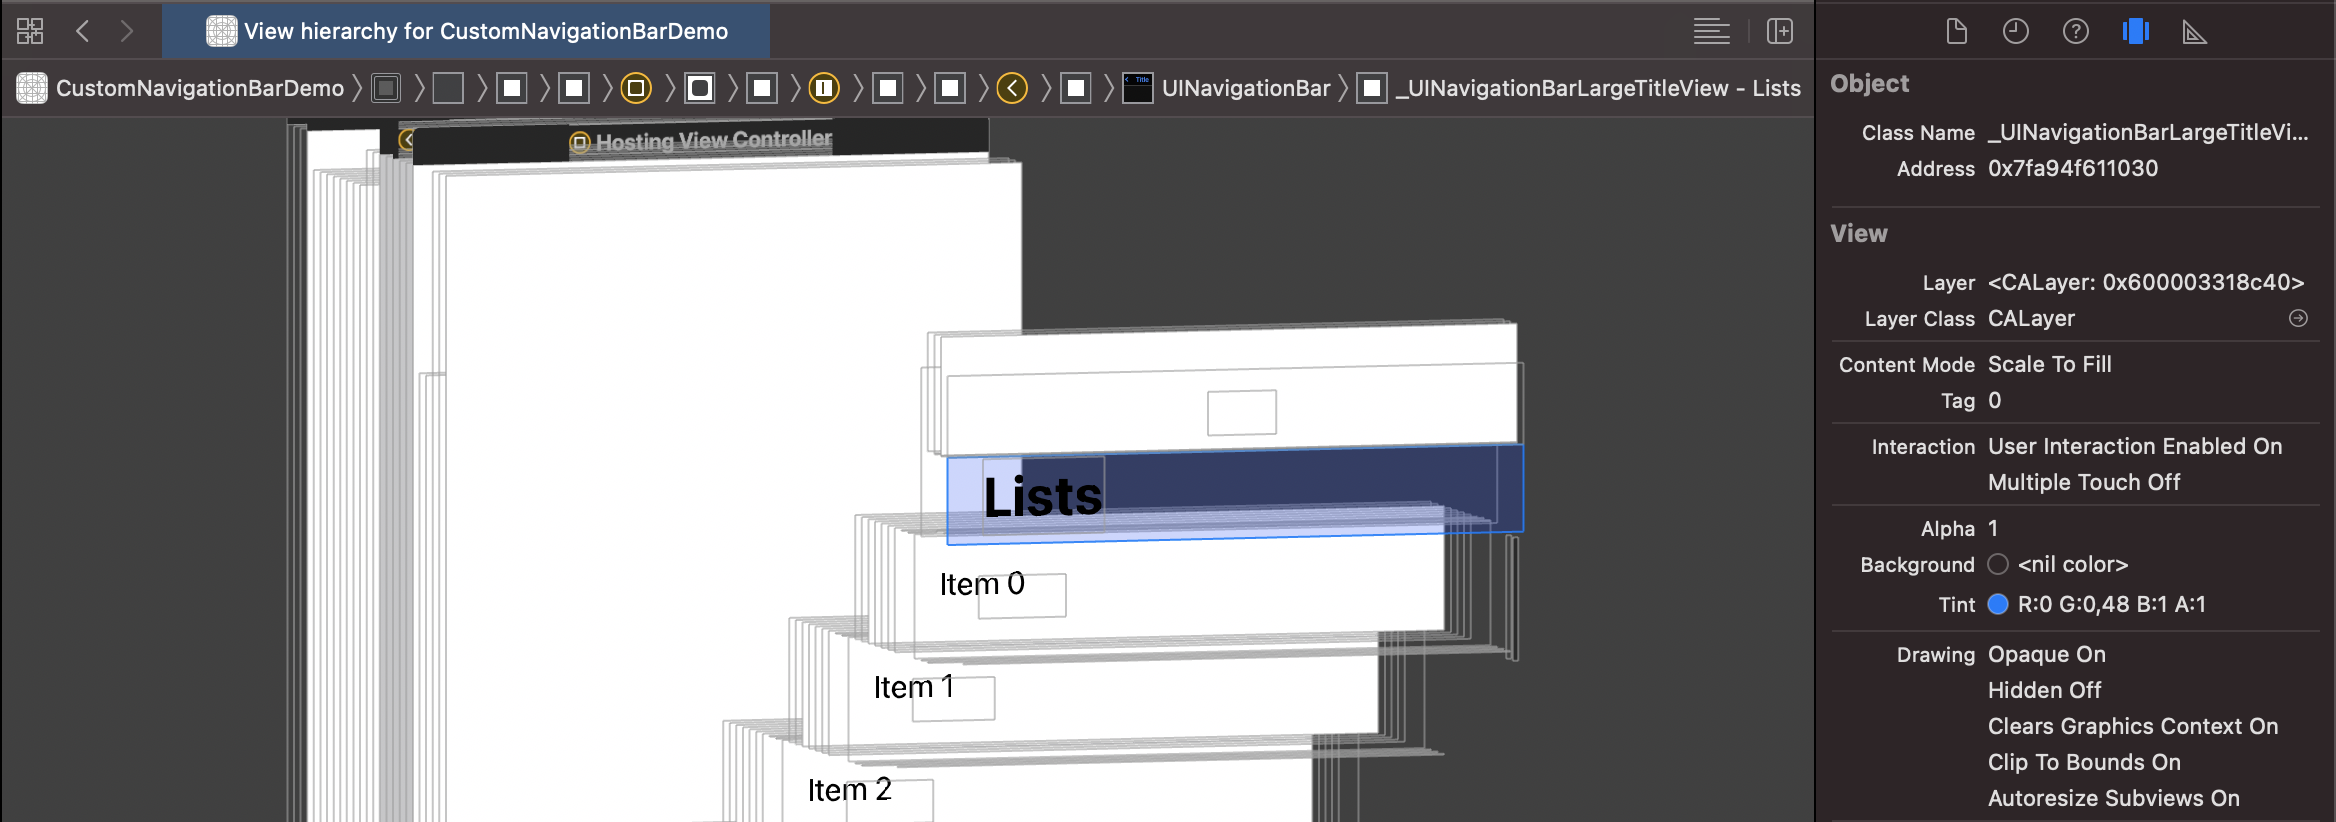 View hierarchy for CustomNavigationBarDemo
CustomNavigationBarDemo
UINavigationBar
_UINavigationBarLargeTitleView - Lists
Hosting View Controller
Lists
Item 0
Item 1
Item 2
Object
Class Name _UINavigationBarLargeTitleVi...
Address 0x7fa94f611030
View
Layer <CALayer: 0x600003318c40>
Layer Class CALayer
Content Mode Scale To Fill
Tag 0
Interaction User Interaction Enabled On
Multiple Touch Off
Alpha 1
Background <nil color>
Tint R:0 G:0,48 B:1 A:1
Drawing Opaque On
Hidden Off
Clears Graphics Context On
Clip To Bounds On
Autoresize Subviews On